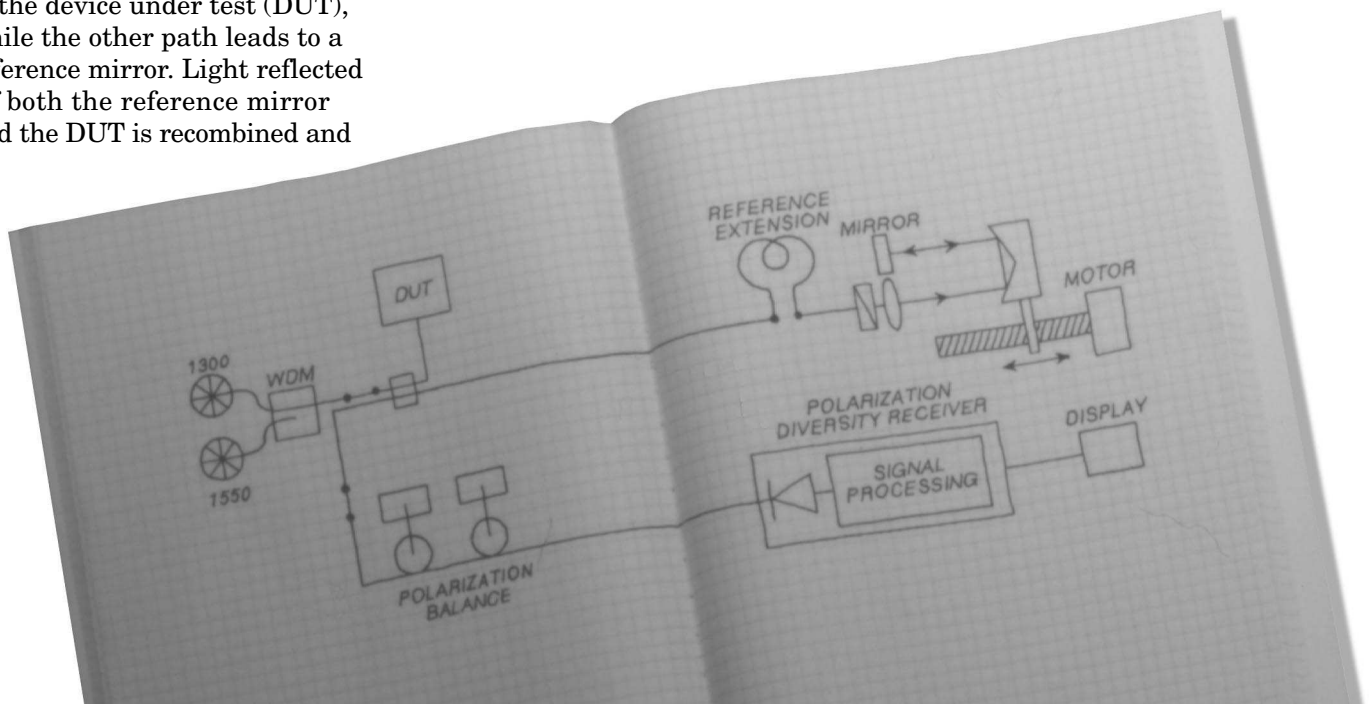 the device under test (DUT),
ile the other path leads to a
ference mirror. Light reflected
both the reference mirror
d the DUT is recombined and
REFERENCE
EXTENSION
MIRROR
MOTOR
DUT
1300
WDM
1550
POLARIZATION
DIVERSITY RECEIVER
DISPLAY
SIGNAL
PROCESSING
POLARIZATION
BALANCE